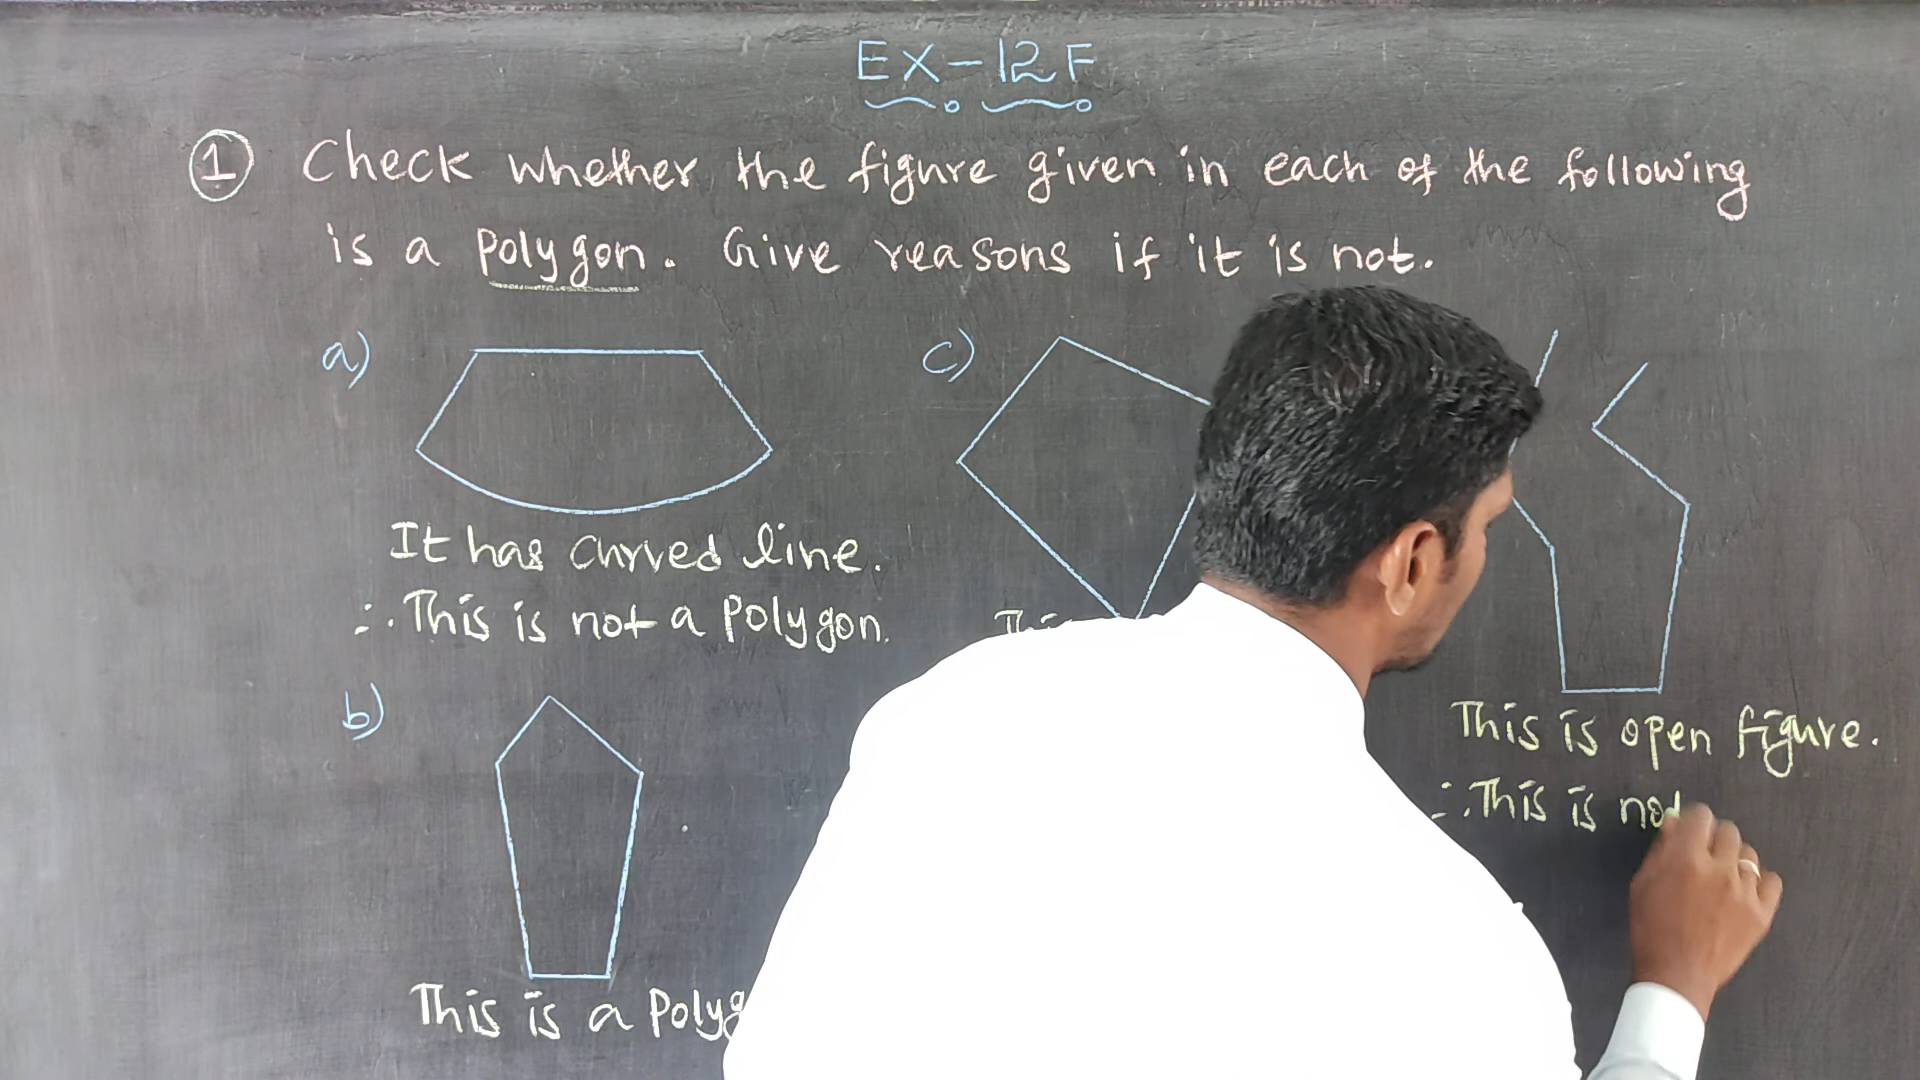 EX-12F
1 Check whether the figure given in each of the following
is a polygon. Give reasons if it is not.
a)
It has curved line.
∴ This is not a polygon.
b)
This is a
c)
This is open figure.
∴ This is not